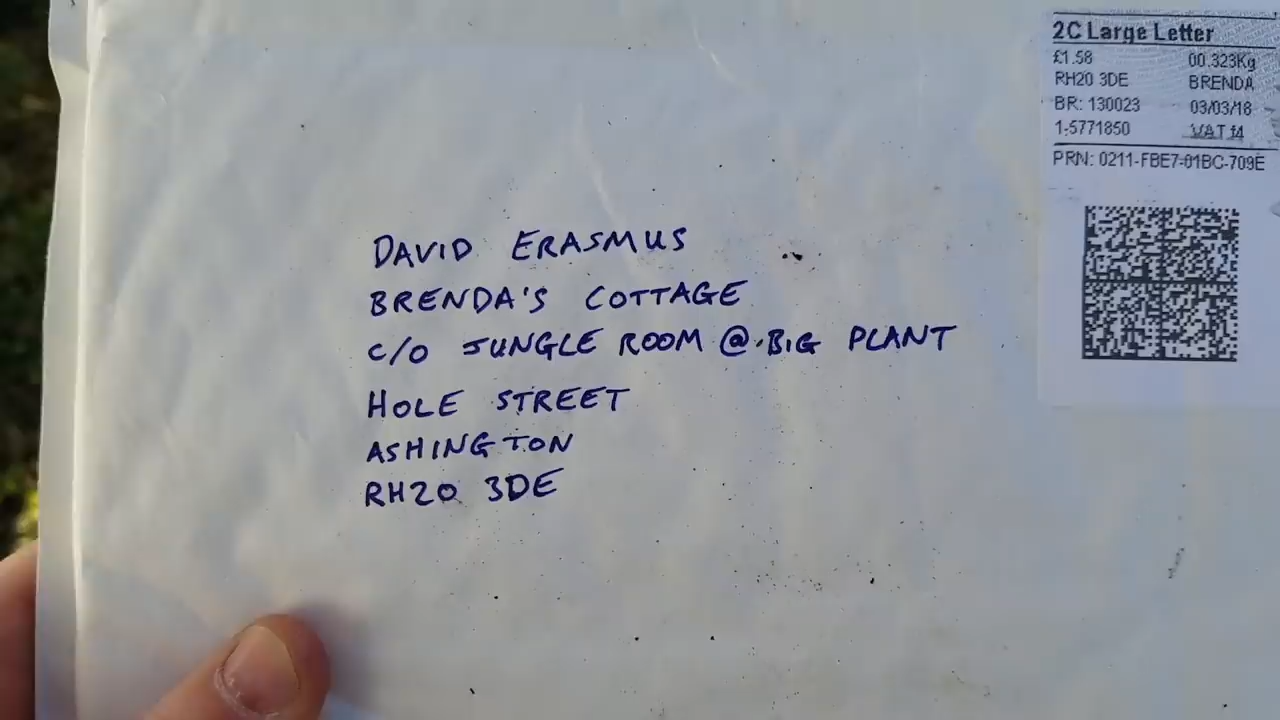 2C Large Letter
£1.58 00.323Kg
RH20 3DE BRENDA
BR: 130023 03/03/18
1-5771850 VAT f4
PRN: 0211-FBE7-01BC-709E
DAVID ERASMUS
BRENDA'S COTTAGE
C/O JUNGLE ROOM @ BIG PLANT
HOLE STREET
ASHINGTON
RH20 3DE